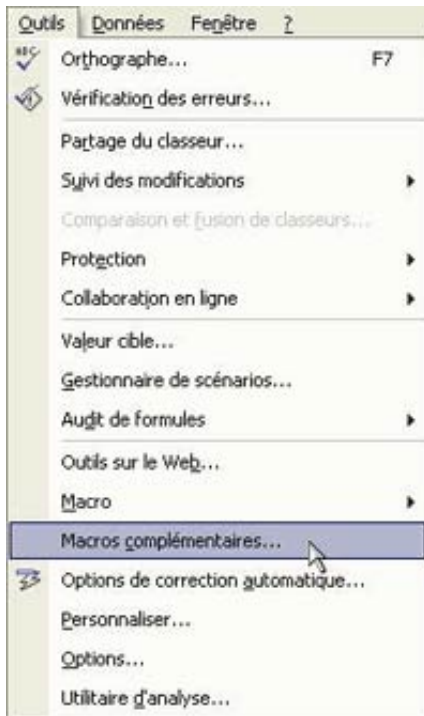 Outils Données Fenêtre ?
ABC Orthographe... F7
Vérification des erreurs...
Partage du classeur...
Suivi des modifications
Comparaison et fusion de classeurs...
Protection
Collaboration en ligne
Valeur cible...
Gestionnaire de scénarios...
Audit de formules
Outils sur le Web...
Macro
Macros complémentaires...
Options de correction automatique...
Personnaliser...
Options...
Utilitaire d'analyse...